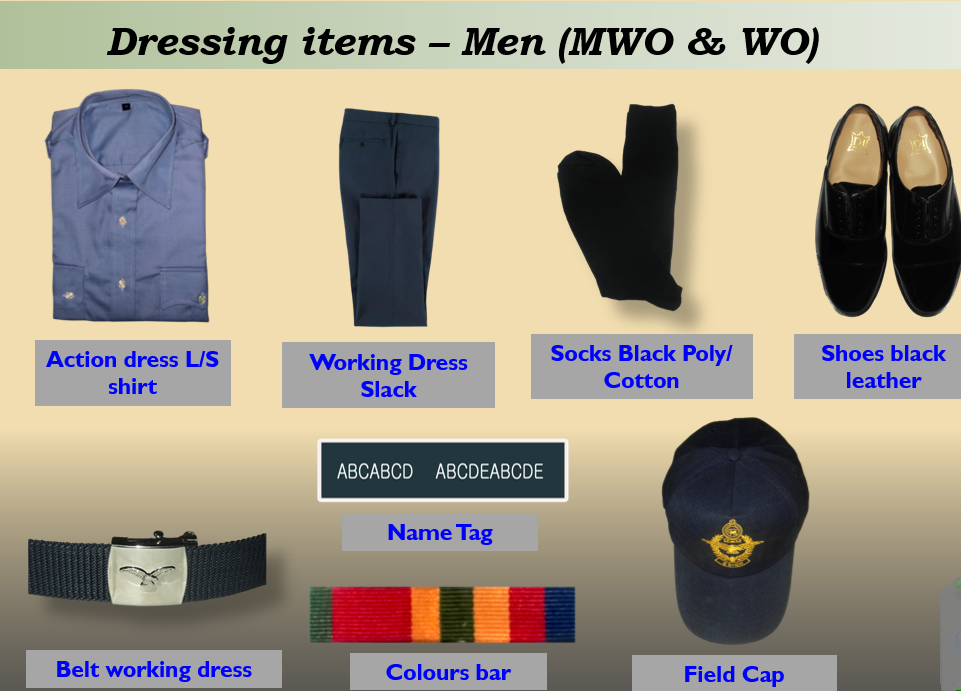 Dressing items – Men (MWO & WO)
Action dress L/S
shirt
Working Dress
Slack
Socks Black Poly/
Cotton
Shoes black
leather
ABCABCD ABCDEABCDE
Name Tag
Belt working dress
Colours bar
Field Cap